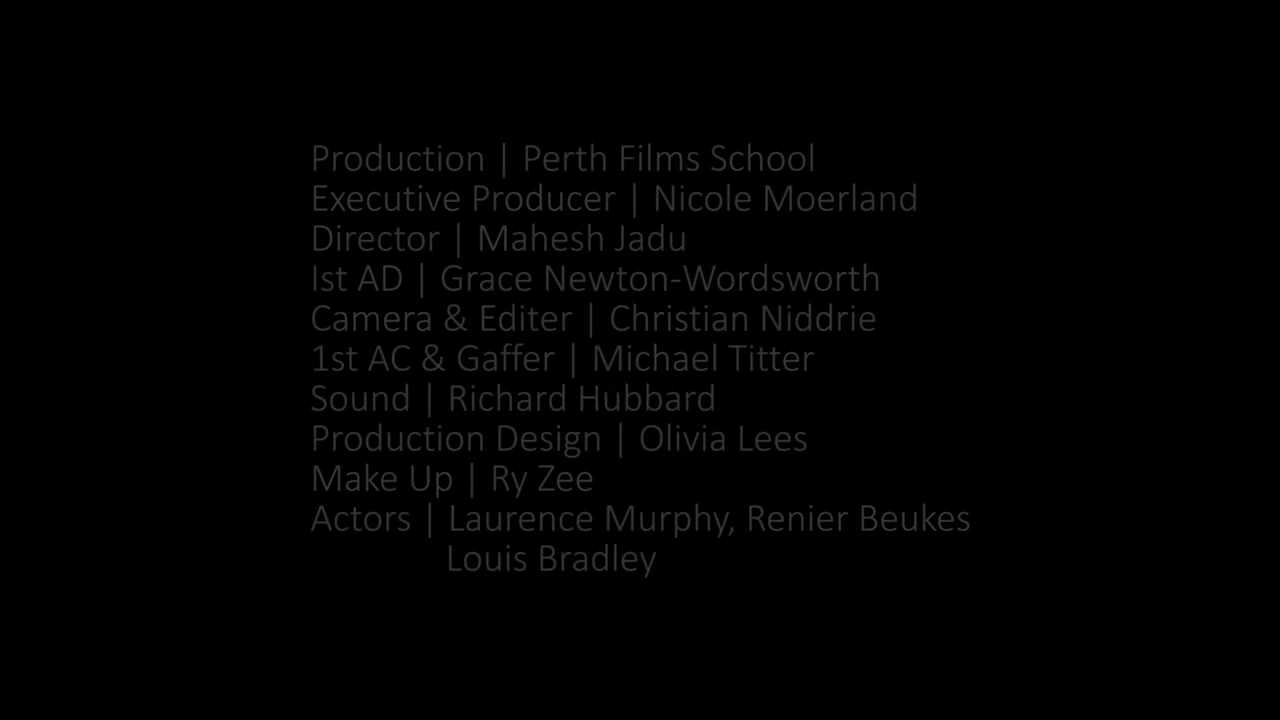 Production | Perth Films School
Executive Producer | Nicole Moerland
Director | Mahesh Jadu
Ist AD | Grace Newton-Wordsworth
Camera & Editer | Christian Niddrie
1st AC & Gaffer | Michael Titter
Sound | Richard Hubbard
Production Design | Olivia Lees
Make Up | Ry Zee
Actors | Laurence Murphy, Renier Beukes
Louis Bradley